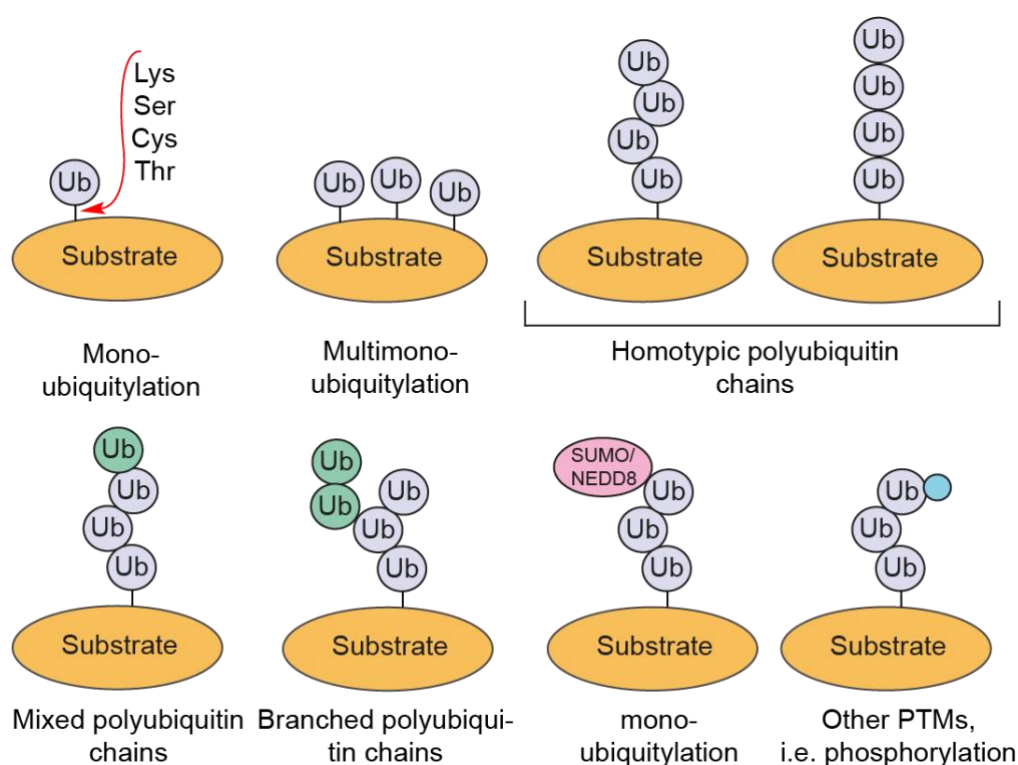 Lys
Ser
Cys
Thr
Ub
Substrate
Mono-
ubiquitylation
Ub
Ub
Ub
Substrate
Multimono-
ubiquitylation
Ub
Ub
Ub
Ub
Substrate
Ub
Ub
Ub
Ub
Substrate
Homotypic polyubiquitin
chains
Ub
Ub
Ub
Ub
Substrate
Mixed polyubiquitin
chains
Ub
Ub
Ub
Ub
Ub
Substrate
Branched polyubiqui-
tin chains
SUMO/
NEDD8
Ub
Ub
Ub
Substrate
mono-
ubiquitylation
Ub
Ub
Ub
Substrate
Other PTMs,
i.e. phosphorylation